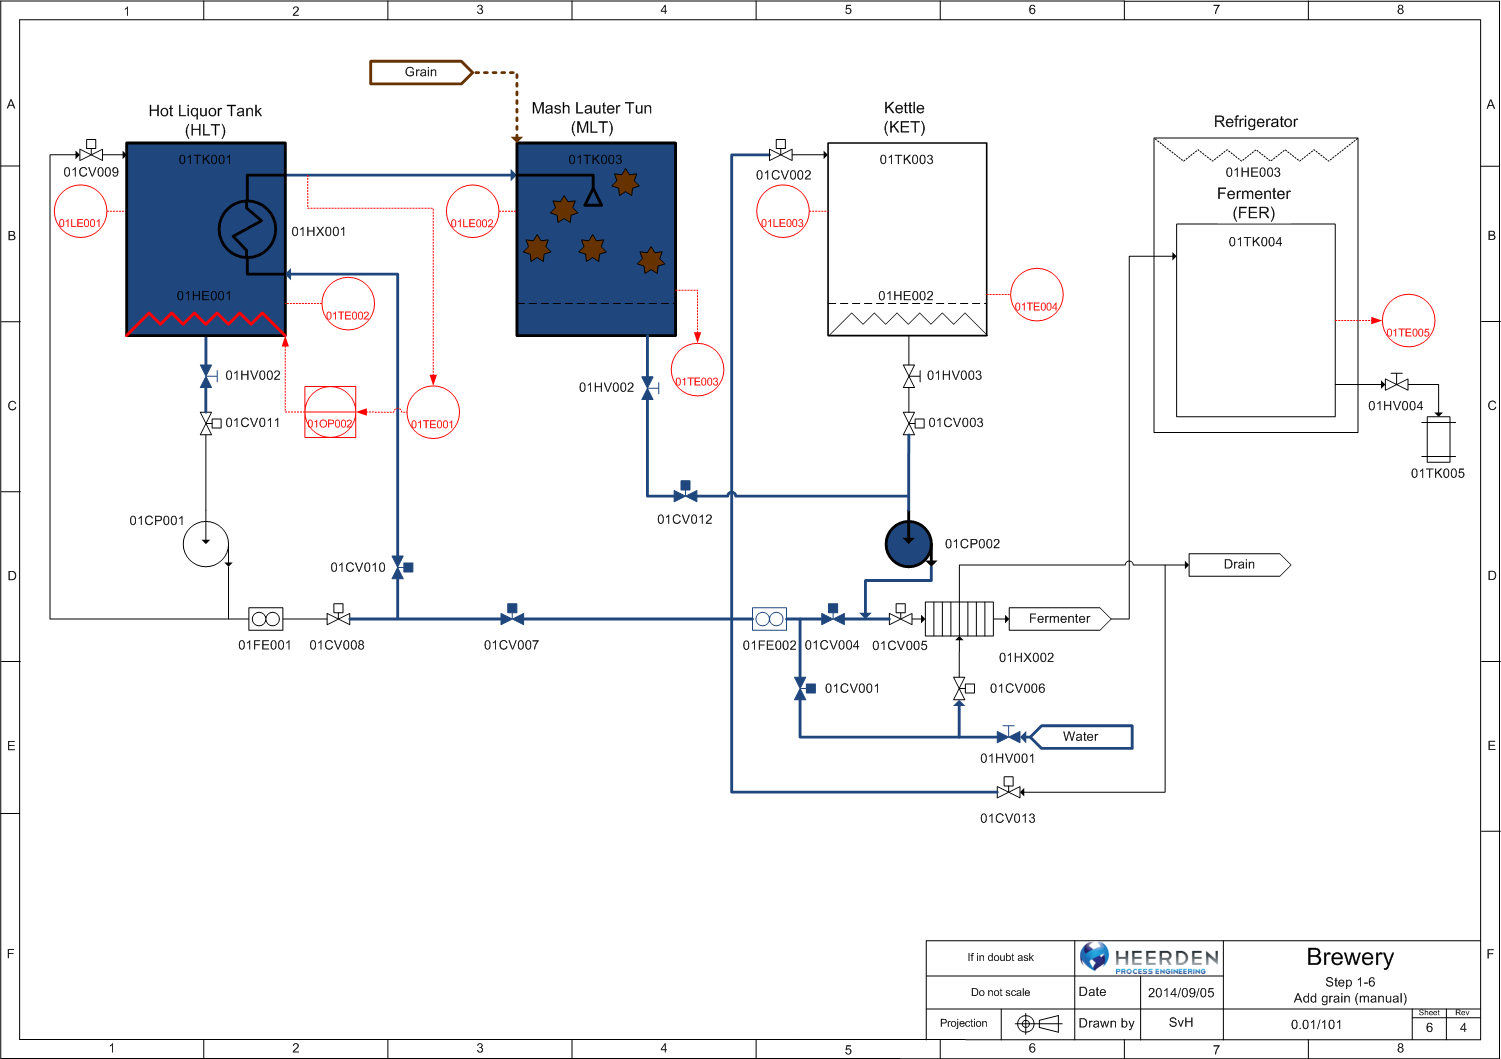 1 2 3 4 5 6 7 8
Grain
Hot Liquor Tank
(HLT)
Mash Lauter Tun
(MLT)
Kettle
(KET)
Refrigerator
A A
01TK001
01TK003
01TK003
01CV009
01CV002
01HE003
Fermenter
(FER)
01LE001
01LE002
01LE003
01HX001
01TK004
B B
01HE001
01HE002
01TE002
01TE004
01TE005
01HV002
01HV002
01TE003
01HV003
01HV004
C C
01CV011
01OP002
01TE001
01CV003
01TK005
01CP001
01CV012
01CP002
01CV010
Drain
D D
Fermenter
01FE001
01CV008
01CV007
01FE002
01CV004
01CV005
01HX002
01CV001
01CV006
Water
E E
01HV001
01CV013
F F
If in doubt ask
HEERDEN
PROCESS ENGINEERING
Brewery
Step 1-6
Add grain (manual)
Do not scale
Date
2014/09/05
Projection
Drawn by
SvH
0.01/101
Sheet
Rev
6
4
1 2 3 4 5 6 7 8